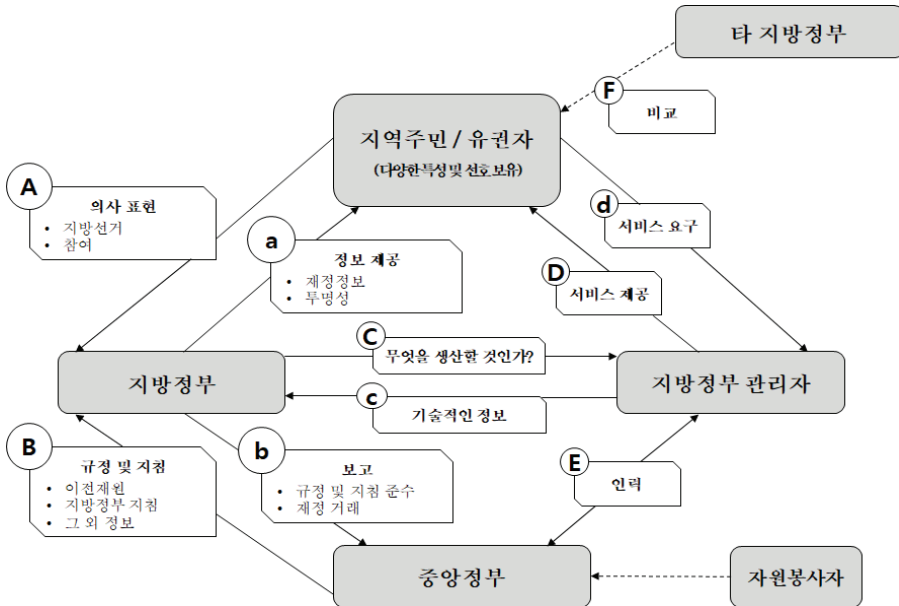 타 지방정부
F
비교
지역주민 / 유권자
(다양한 특성 및 선호 보유)
A
의사 표현
• 지방선거
• 참여
a
정보 제공
• 재정정보
• 투명성
d
서비스 요구
D
서비스 제공
C
무엇을 생산할 것인가?
지방정부
지방정부 관리자
c
기술적인 정보
B
규정 및 지침
• 이전재원
• 지방정부 지침
• 그 외 정보
b
보고
• 규정 및 지침 준수
• 재정 거래
E
인력
중앙정부
자원봉사자